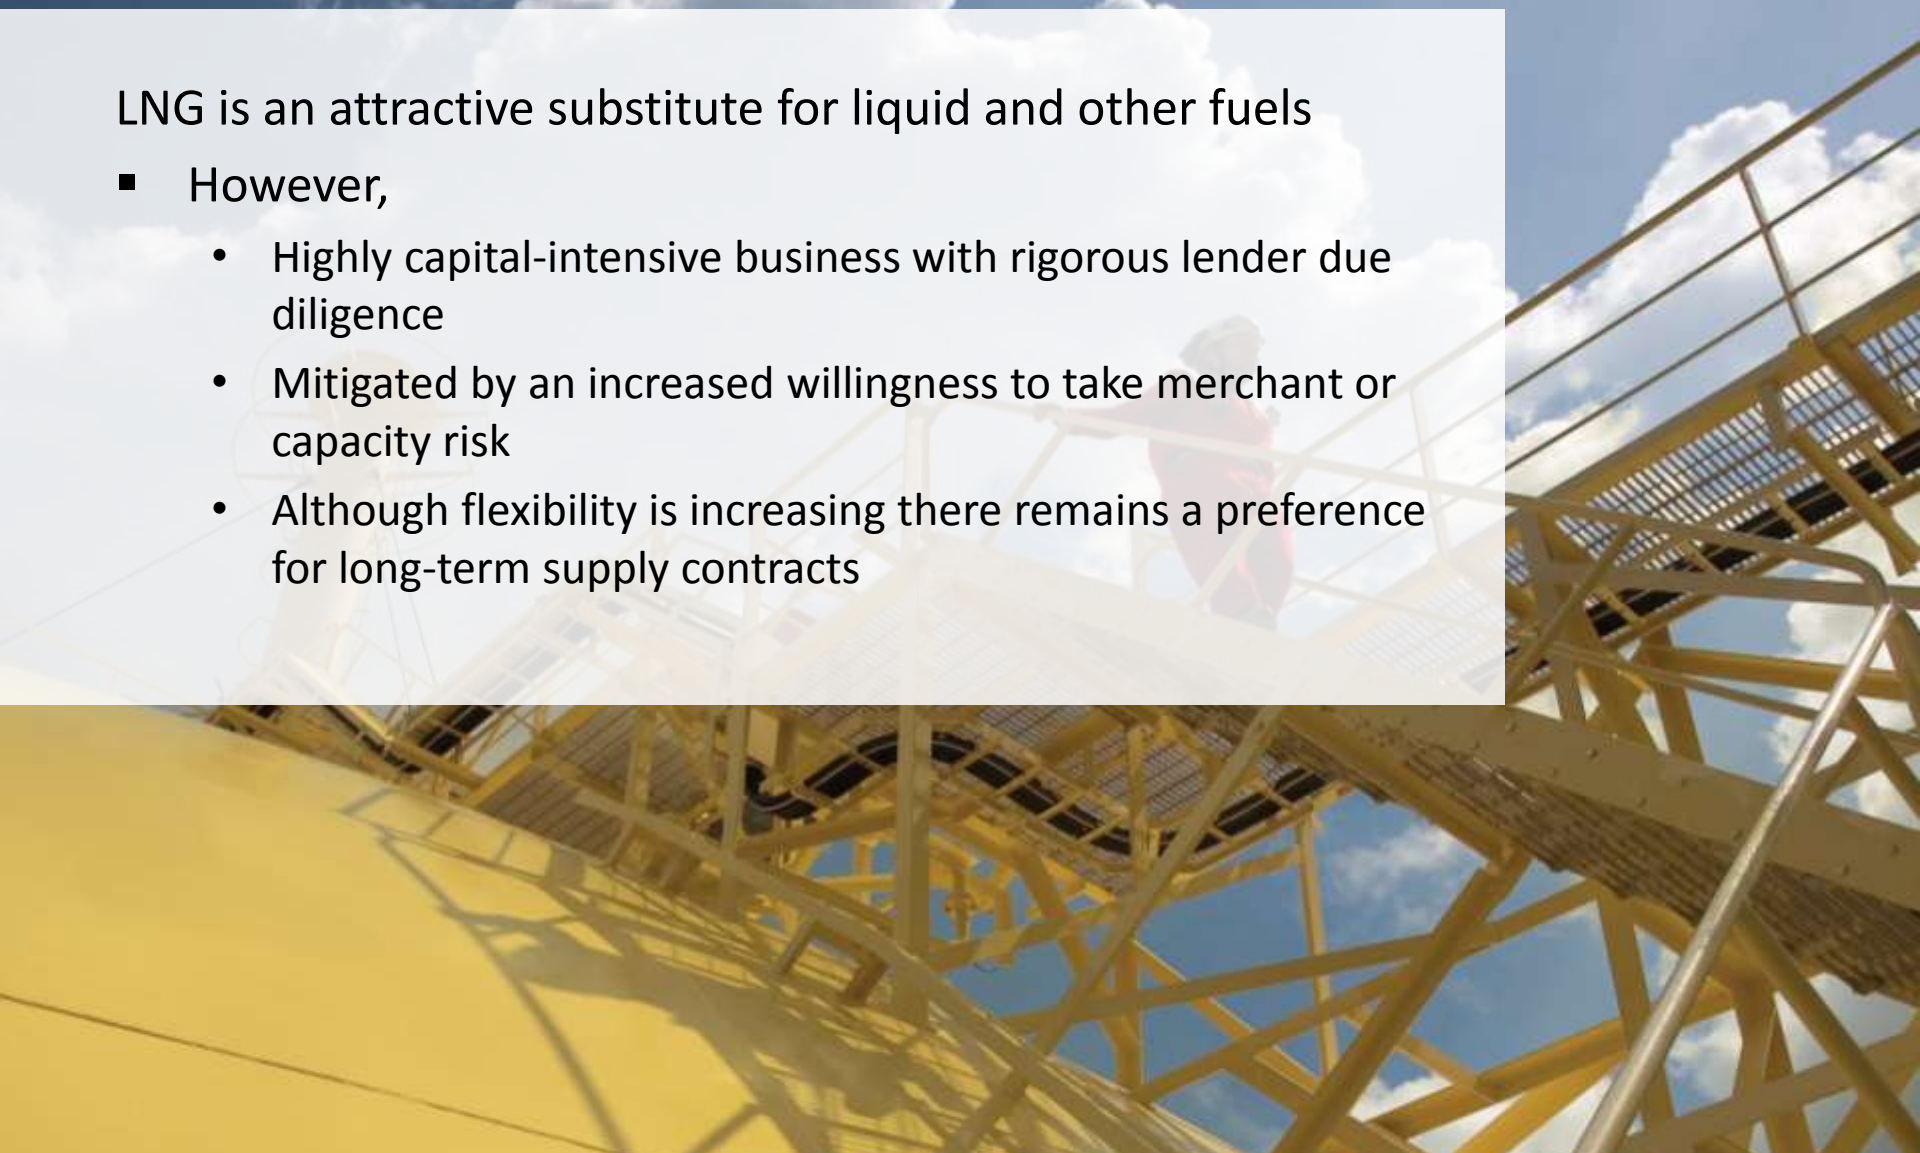 LNG is an attractive substitute for liquid and other fuels
▪ However,
• Highly capital-intensive business with rigorous lender due
diligence
• Mitigated by an increased willingness to take merchant or
capacity risk
• Although flexibility is increasing there remains a preference
for long-term supply contracts